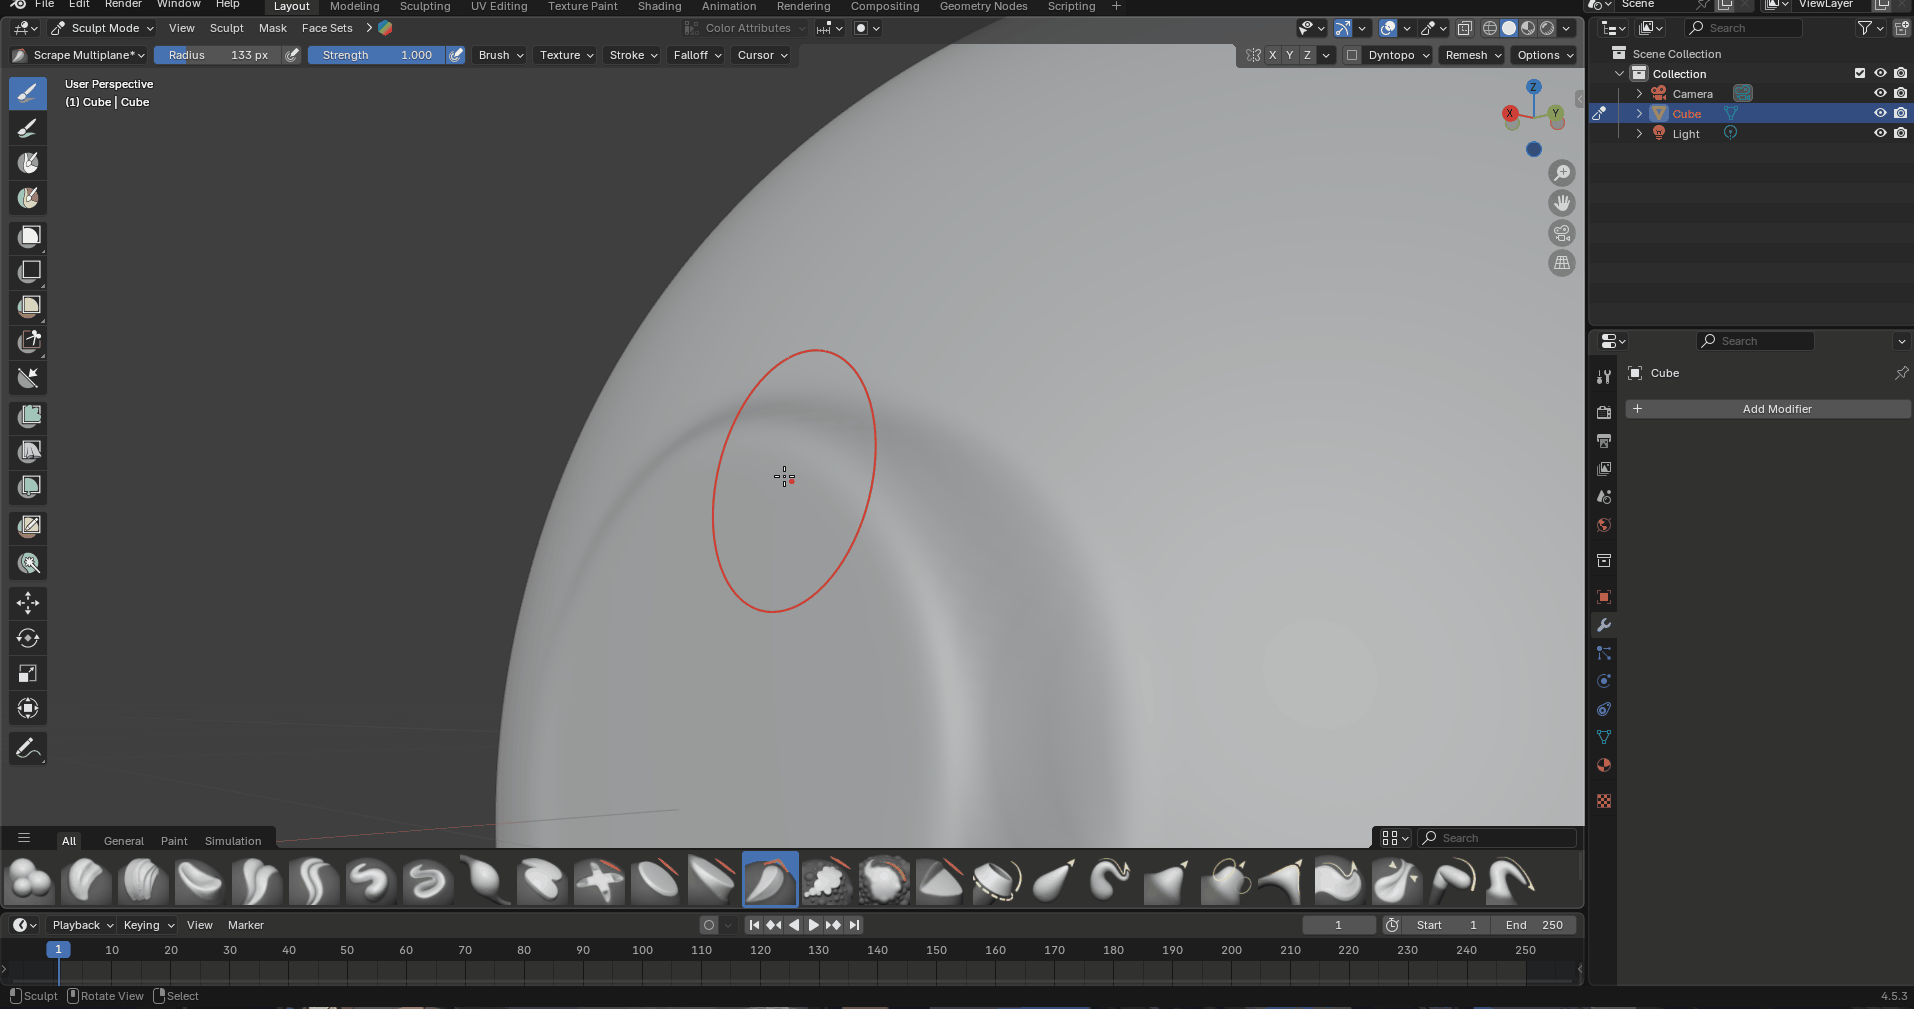 File Edit Render Window Help Layout Modeling Sculpting UV Editing Texture Paint Shading Animation Rendering Compositing Geometry Nodes Scripting + Scene ViewLayer
Sculpt Mode View Sculpt Mask Face Sets Color Attributes Search
Scrape Multiplane* Radius 133 px Strength 1.000 Brush Texture Stroke Falloff Cursor X Y Z Dyntopo Remesh Options
Scene Collection
Collection
Camera
Cube
Light
User Perspective
(1) Cube | Cube
Z
X
Y
Search
Cube
+ Add Modifier
All General Paint Simulation Search
Playback Keying View Marker 1 Start 1 End 250
1 10 20 30 40 50 60 70 80 90 100 110 120 130 140 150 160 170 180 190 200 210 220 230 240 250
Sculpt Rotate View Select 4.5.3